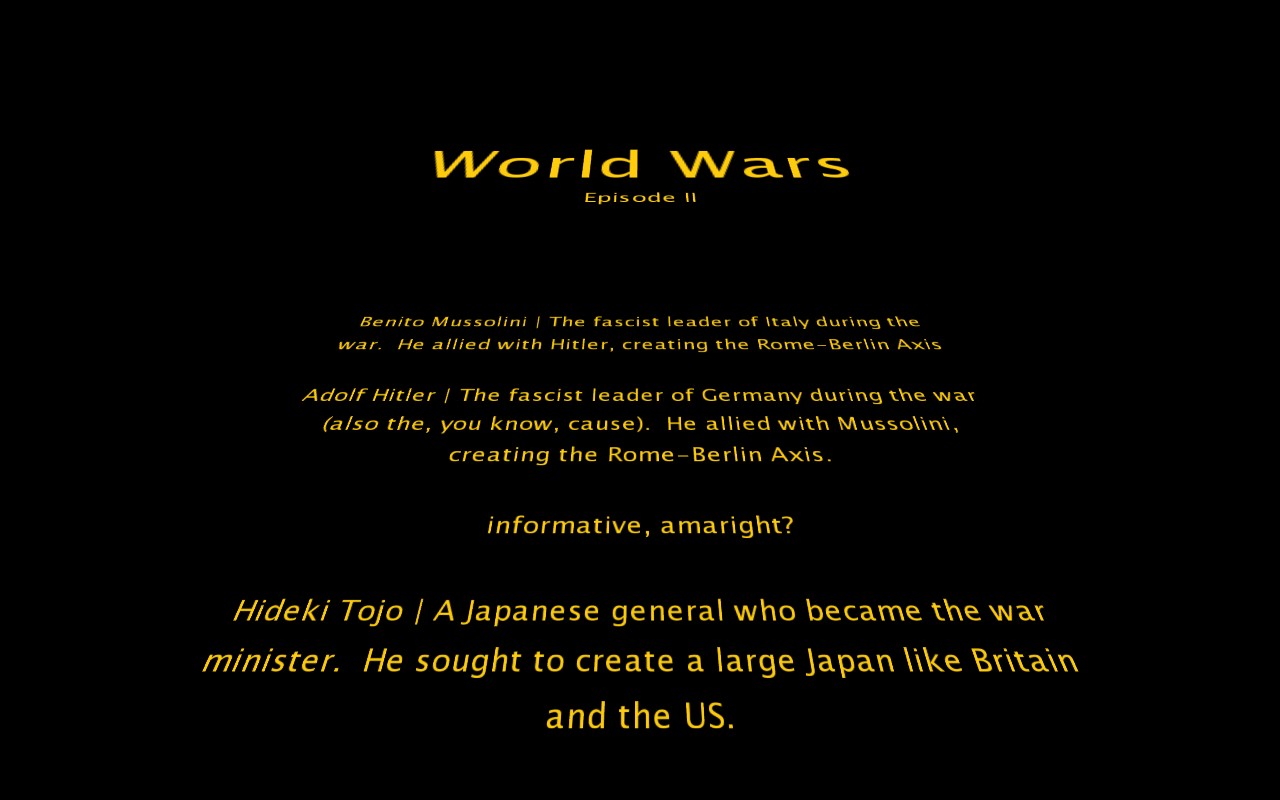 World Wars
Episode II
Benito Mussolini | The fascist leader of Italy during the
war.  He allied with Hitler, creating the Rome-Berlin Axis
Adolf Hitler | The fascist leader of Germany during the war
(also the, you know, cause).  He allied with Mussolini,
creating the Rome-Berlin Axis.
informative, amaright?
Hideki Tojo | A Japanese general who became the war
minister.  He sought to create a large Japan like Britain
and the US.